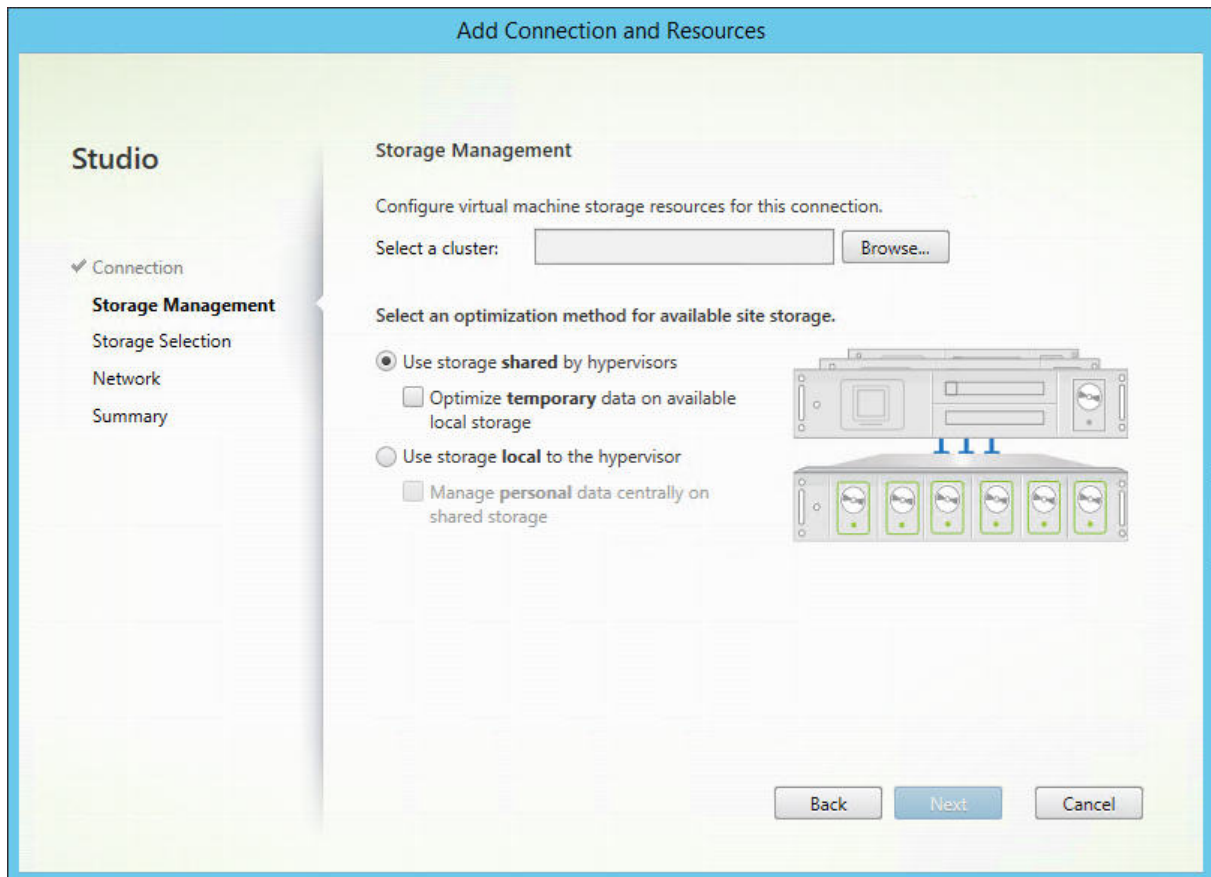 Add Connection and Resources
Studio
Connection
Storage Management
Storage Selection
Network
Summary
Storage Management
Configure virtual machine storage resources for this connection.
Select a cluster:
Browse...
Select an optimization method for available site storage.
Use storage shared by hypervisors
Optimize temporary data on available
local storage
Use storage local to the hypervisor
Manage personal data centrally on
shared storage
Back
Next
Cancel